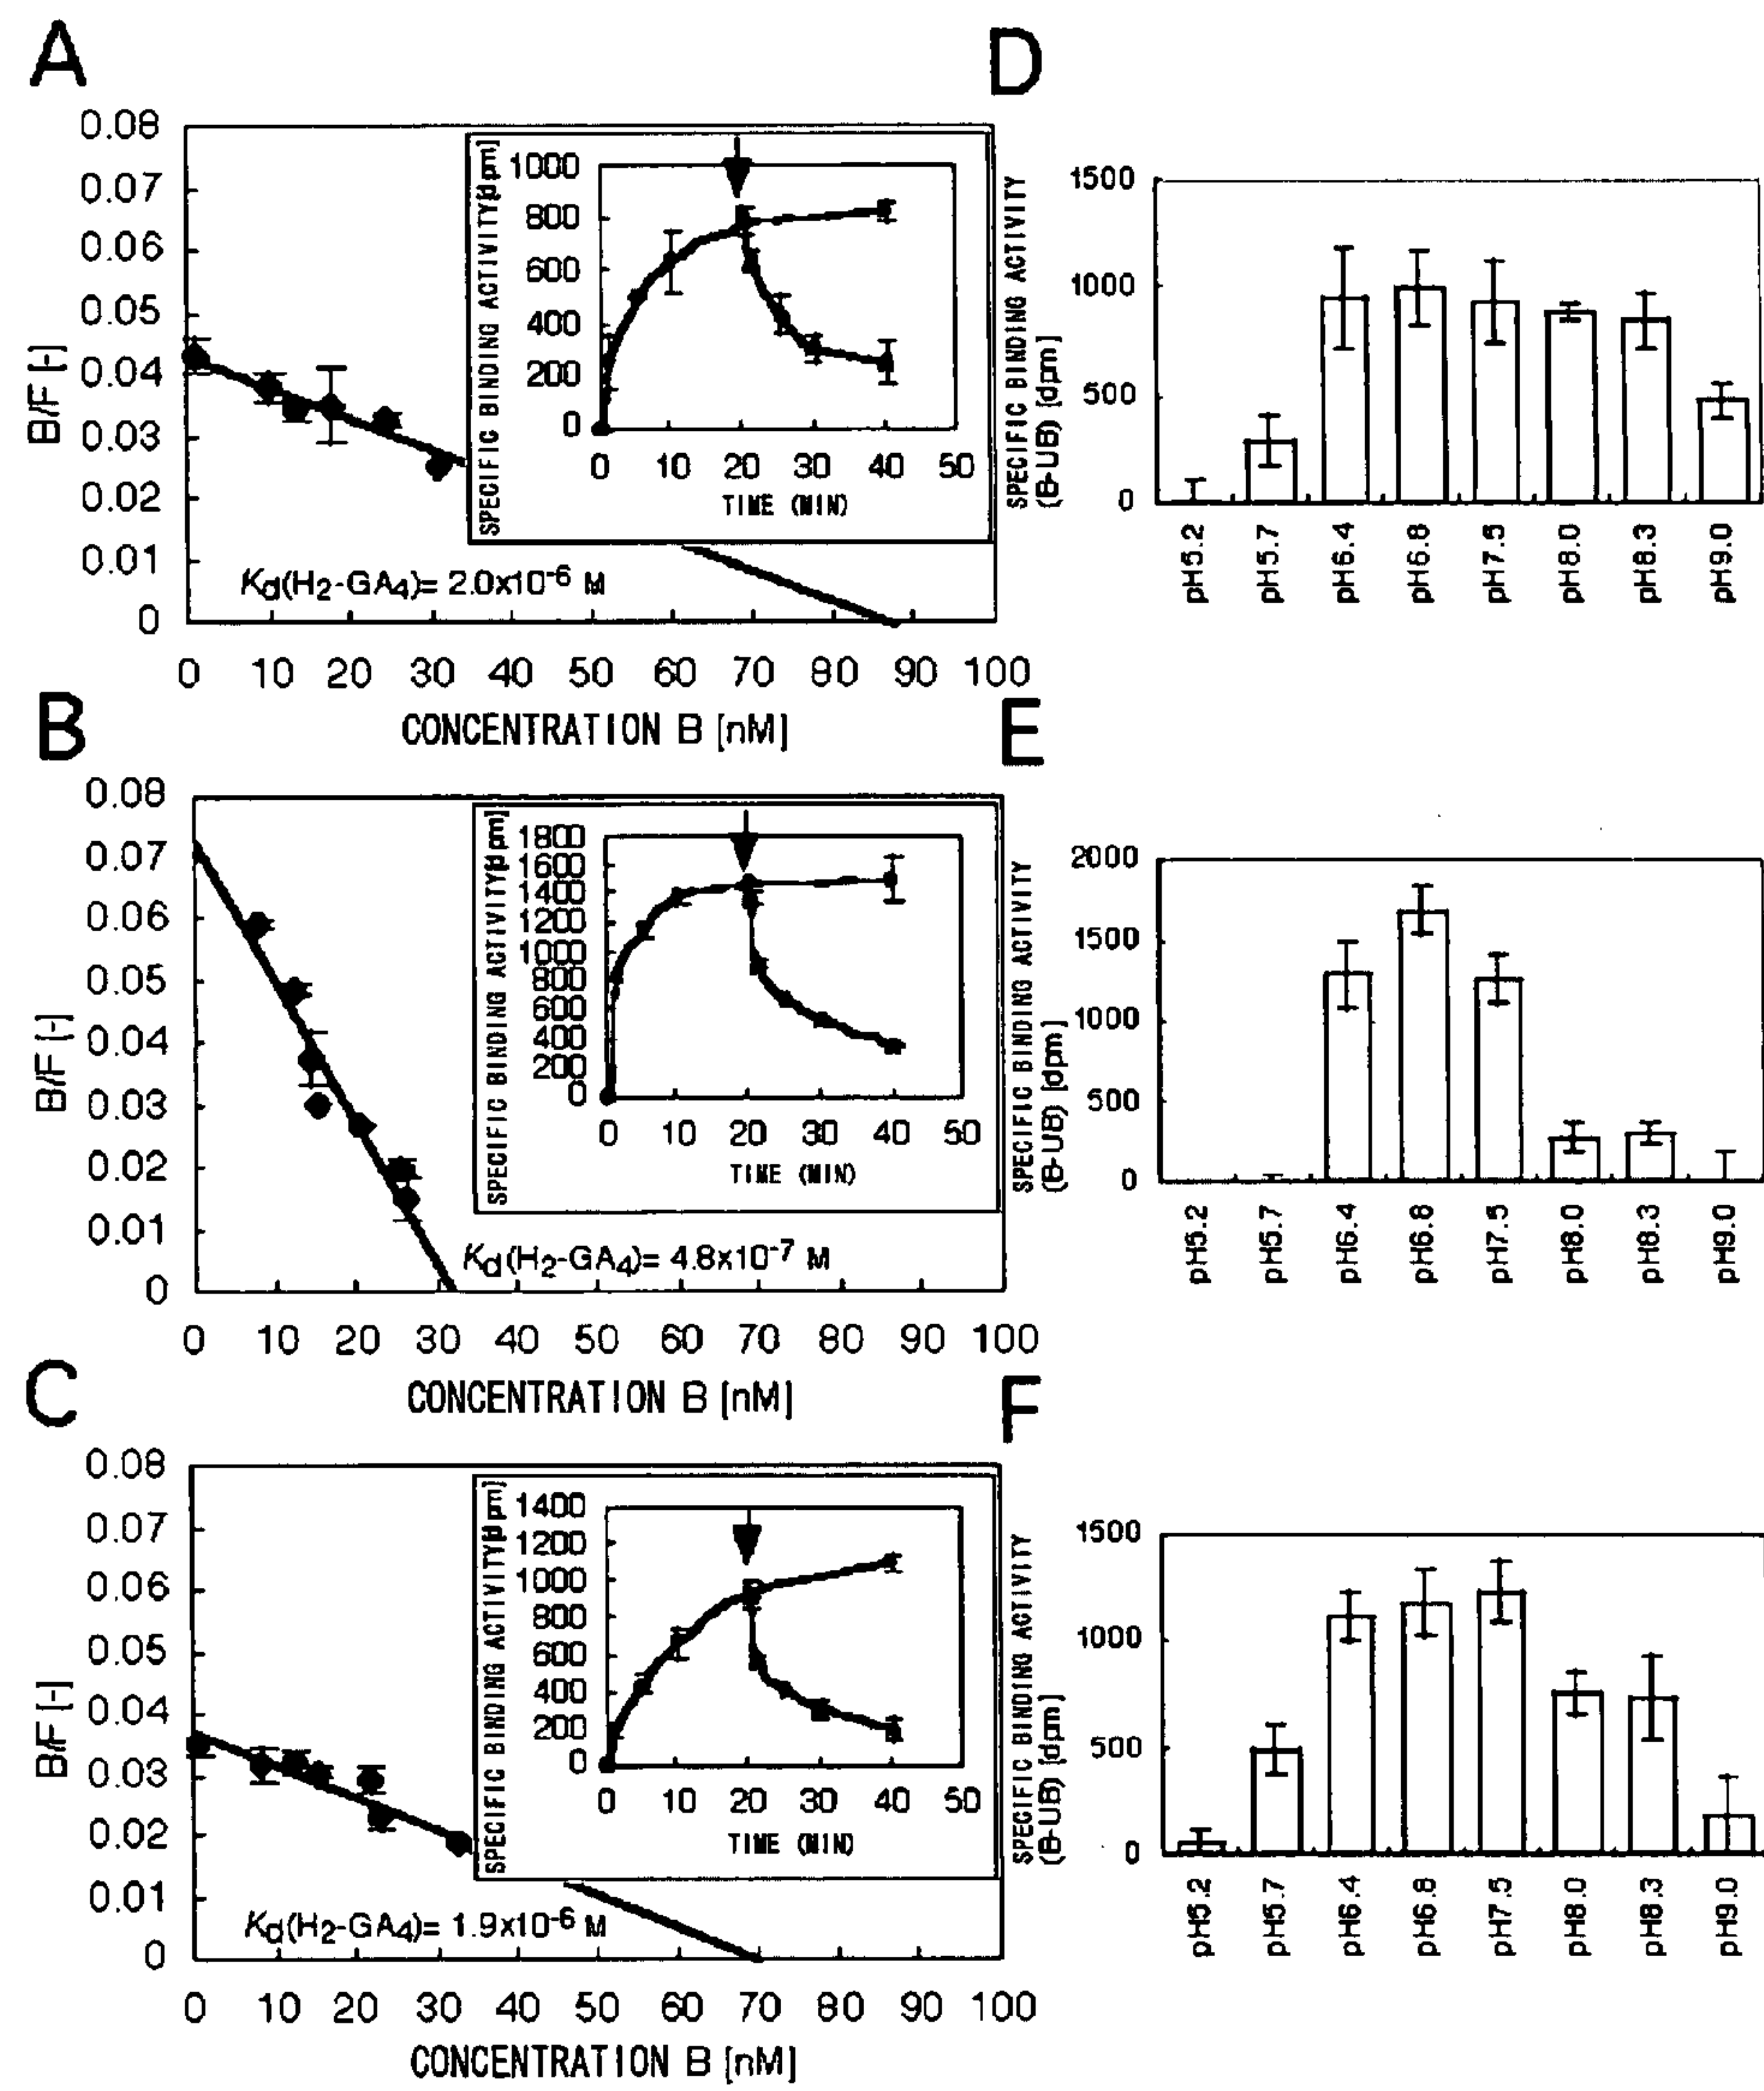 A
0.08
0.07
0.06
0.05
0.04
0.03
0.02
0.01
0
B/F [-]
SPECIFIC BINDING ACTIVITY[dpm]
1000
800
600
400
200
0
0 10 20 30 40 50
TIME (MIN)
Kd(H2-GA4)= 2.0x10-6 M
0 10 20 30 40 50 60 70 80 90 100
CONCENTRATION B [nM]
D
SPECIFIC BINDING ACTIVITY
(B-UB) [dpm]
1500
1000
500
0
pH5.2 pH5.7 pH6.4 pH6.8 pH7.5 pH8.0 pH8.3 pH9.0
B
0.08
0.07
0.06
0.05
0.04
0.03
0.02
0.01
0
B/F [-]
SPECIFIC BINDING ACTIVITY[dpm]
1800
1600
1400
1200
1000
800
600
400
200
0
0 10 20 30 40 50
TIME (MIN)
Kd(H2-GA4)= 4.8x10-7 M
0 10 20 30 40 50 60 70 80 90 100
CONCENTRATION B [nM]
E
SPECIFIC BINDING ACTIVITY
(B-UB) [dpm]
2000
1500
1000
500
0
pH5.2 pH5.7 pH6.4 pH6.8 pH7.5 pH8.0 pH8.3 pH9.0
C
0.08
0.07
0.06
0.05
0.04
0.03
0.02
0.01
0
B/F [-]
SPECIFIC BINDING ACTIVITY[dpm]
1400
1200
1000
800
600
400
200
0
0 10 20 30 40 50
TIME (MIN)
Kd(H2-GA4)= 1.9x10-6 M
0 10 20 30 40 50 60 70 80 90 100
CONCENTRATION B [nM]
F
SPECIFIC BINDING ACTIVITY
(B-UB) [dpm]
1500
1000
500
0
pH5.2 pH5.7 pH6.4 pH6.8 pH7.5 pH8.0 pH8.3 pH9.0